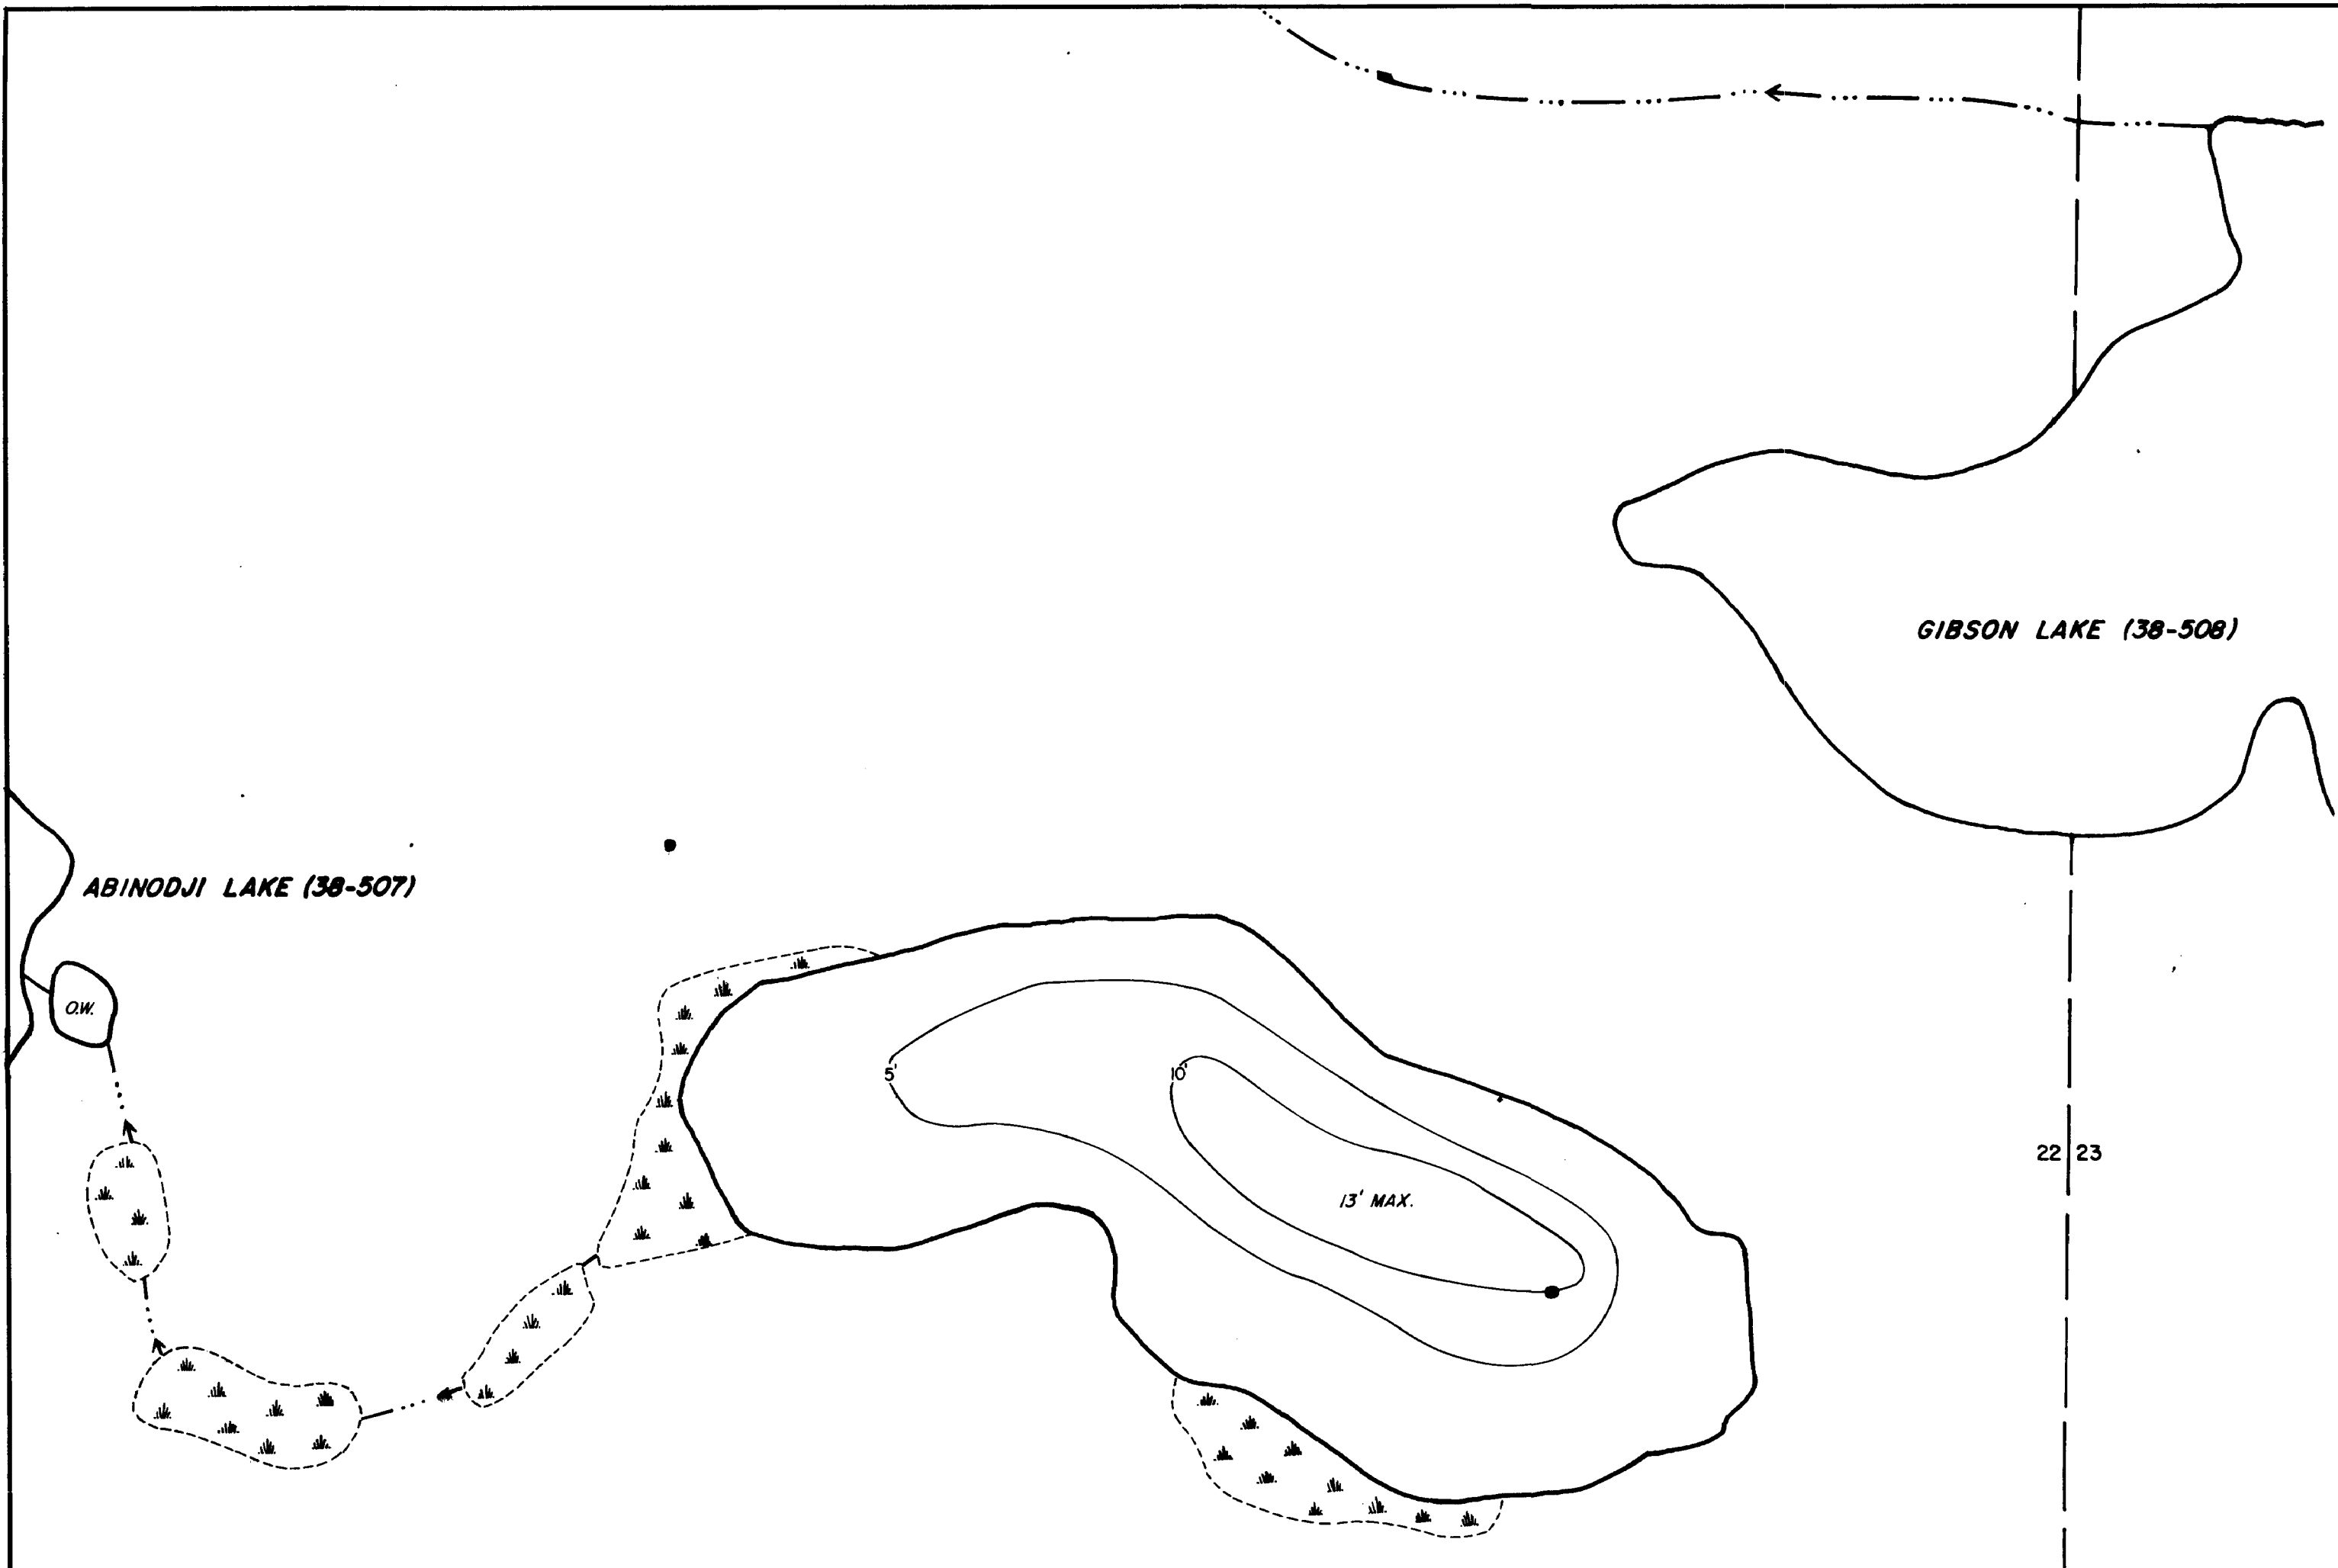 GIBSON LAKE (38-508)
ABINODJI LAKE (38-507)
O.W.
5'
10'
22 23
13' MAX.